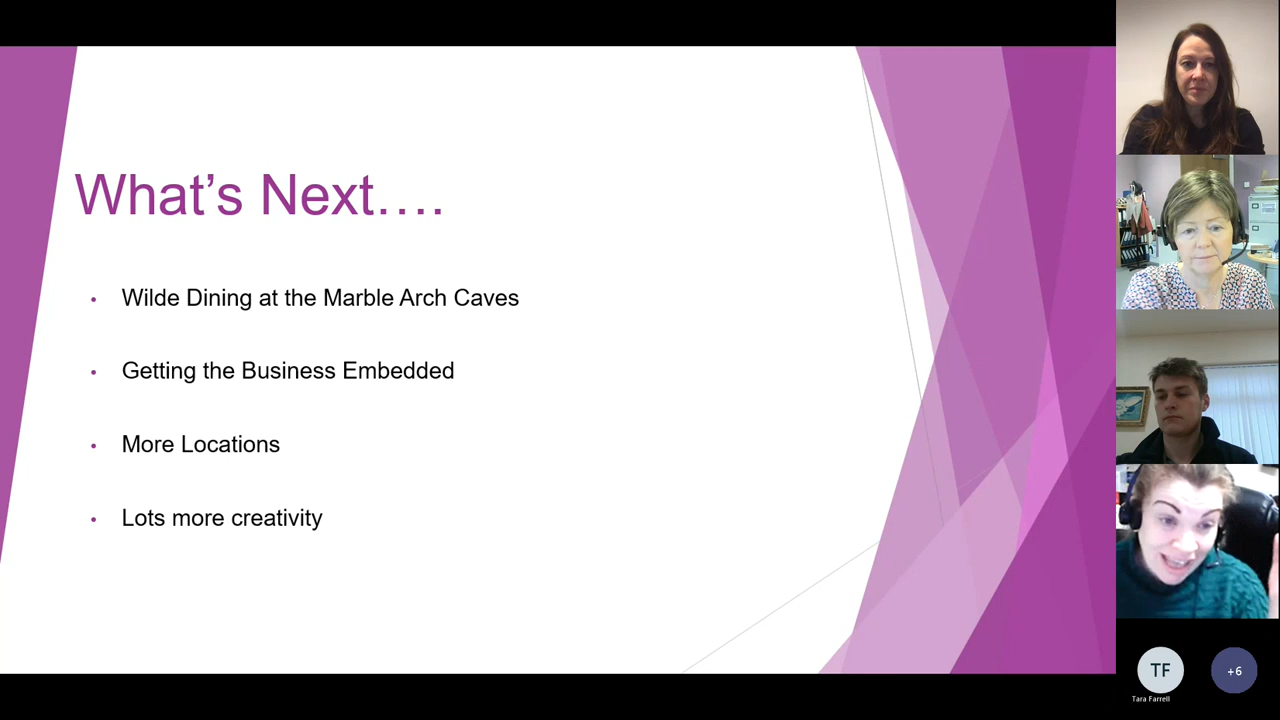 What's Next….
Wilde Dining at the Marble Arch Caves
Getting the Business Embedded
More Locations
Lots more creativity
TF
+6
Tara Farrell